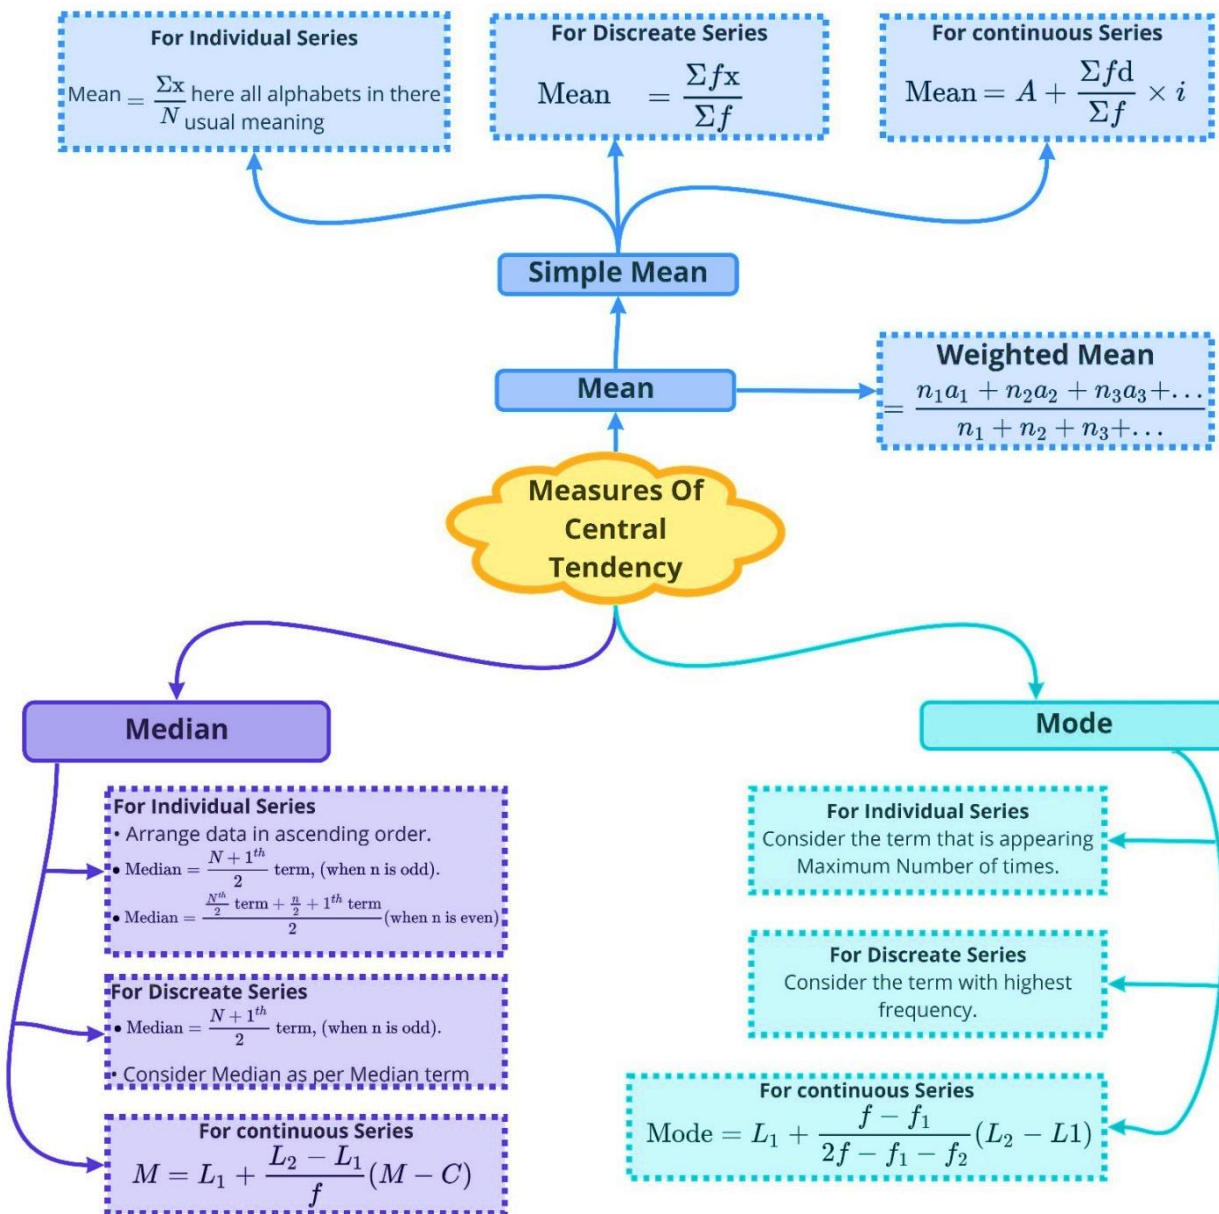 For Individual Series
Mean = Σx/N here all alphabets in there
usual meaning
For Discreate Series
Mean = Σfx/Σf
For continuous Series
Mean = A + Σfd/Σf × i
Simple Mean
Mean
Weighted Mean
= n₁a₁ + n₂a₂ + n₃a₃+.../n₁ + n₂ + n₃+...
Measures Of
Central
Tendency
Median
For Individual Series
• Arrange data in ascending order.
• Median = N + 1ᵗʰ/2 term, (when n is odd).
• Median = (Nᵗʰ/2 term + n/2 + 1ᵗʰ term)/2 (when n is even)
For Discreate Series
• Median = N + 1ᵗʰ/2 term, (when n is odd).
• Consider Median as per Median term
For continuous Series
M = L₁ + L₂ − L₁/f (M − C)
Mode
For Individual Series
Consider the term that is appearing
Maximum Number of times.
For Discreate Series
Consider the term with highest
frequency.
For continuous Series
Mode = L₁ + f − f₁/2f − f₁ − f₂ (L₂ − L1)